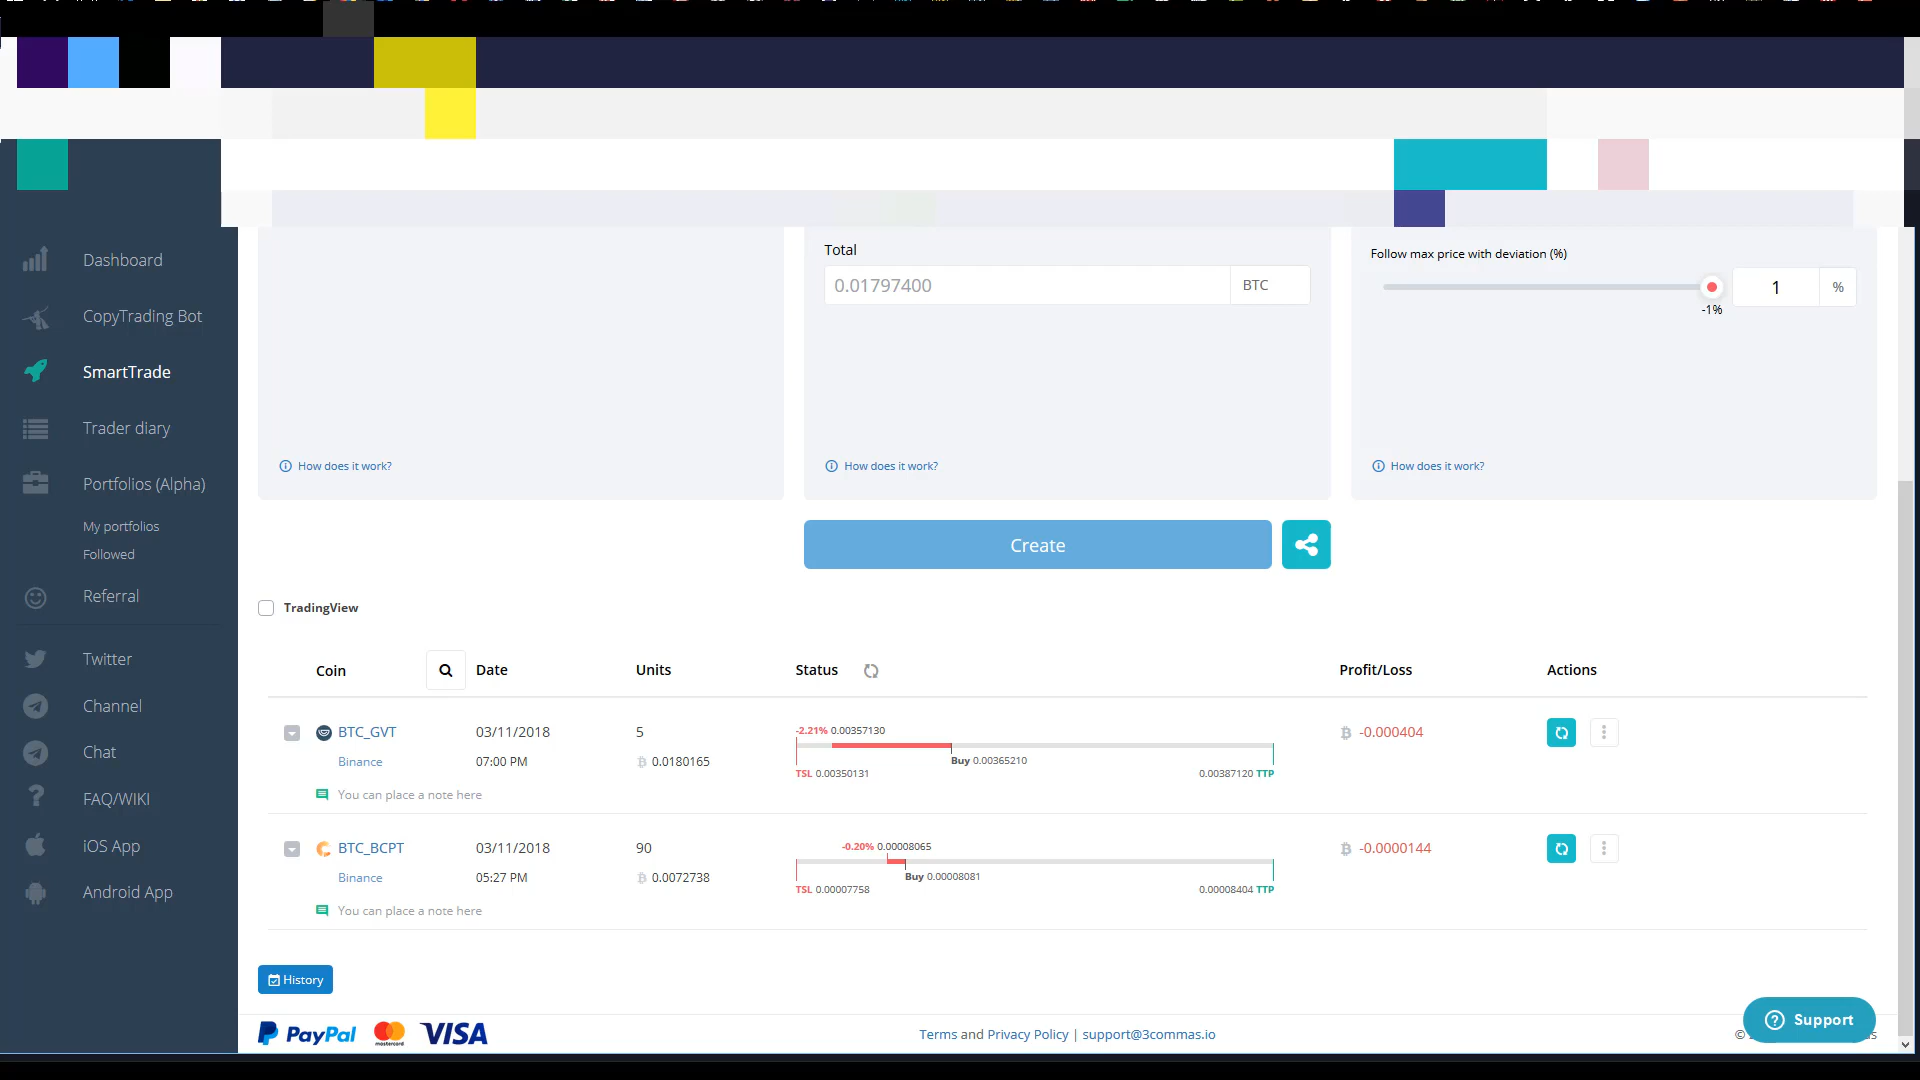 Total
0.01797400 BTC
Follow max price with deviation (%)
1 %
-1%
How does it work?
How does it work?
How does it work?
Create
Dashboard
CopyTrading Bot
SmartTrade
Trader diary
Portfolios (Alpha)
My portfolios
Followed
Referral
Twitter
Channel
Chat
FAQ/WIKI
iOS App
Android App
TradingView
Coin Date Units Status Profit/Loss Actions
BTC_GVT 03/11/2018 5 -2.21% 0.00357130 -0.000404
Binance 07:00 PM 0.0180165 Buy 0.00365210
TSL 0.00350131 0.00387120 TTP
You can place a note here
BTC_BCPT 03/11/2018 90 -0.20% 0.00008065 -0.0000144
Binance 05:27 PM 0.0072738 Buy 0.00008081
TSL 0.00007758 0.00008404 TTP
You can place a note here
History
PayPal mastercard VISA
Terms and Privacy Policy | support@3commas.io
©
Support